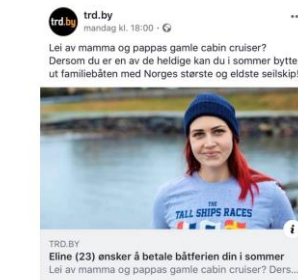 trd.by
trd.by
mandag kl. 18:00 ·
Lei av mamma og pappas gamle cabin cruiser?
Dersom du er en av de heldige kan du i sommer bytte
ut familiebåten med Norges største og eldste seilskip!
THE
TALL SHIPS RACES
i
TRD.BY
Eline (23) ønsker å betale båtferien din i sommer
Lei av mamma og pappas gamle cabin cruiser? Ders...